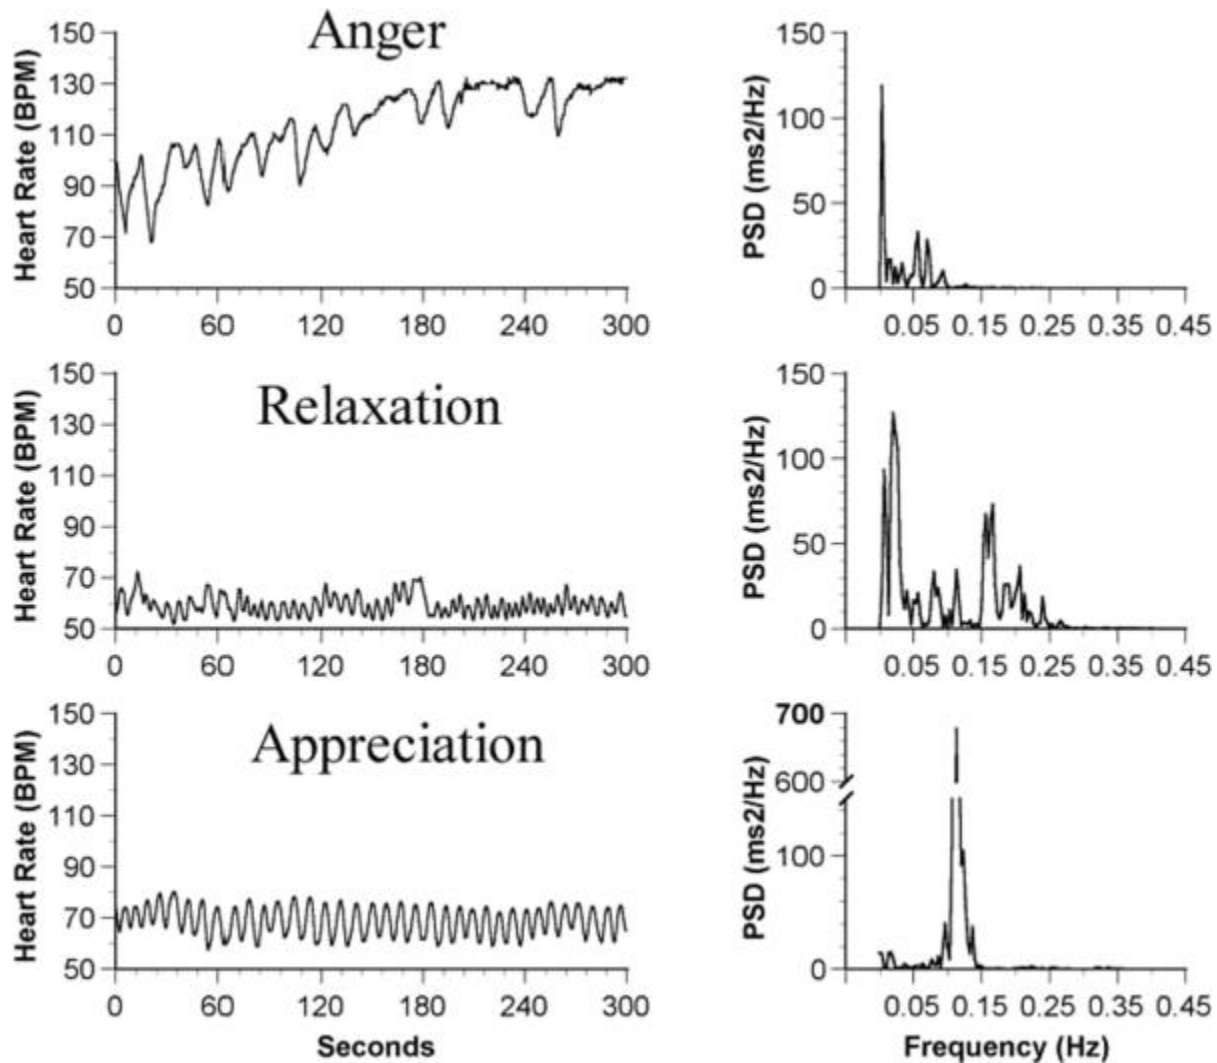 Anger
Heart Rate (BPM)
150
130
110
90
70
50
0 60 120 180 240 300
PSD (ms2/Hz)
150
100
50
0
0.05 0.15 0.25 0.35 0.45
Relaxation
Heart Rate (BPM)
150
130
110
90
70
50
0 60 120 180 240 300
PSD (ms2/Hz)
150
100
50
0
0.05 0.15 0.25 0.35 0.45
Appreciation
Heart Rate (BPM)
150
130
110
90
70
50
0 60 120 180 240 300
Seconds
PSD (ms2/Hz)
700
600
100
0
0.05 0.15 0.25 0.35 0.45
Frequency (Hz)